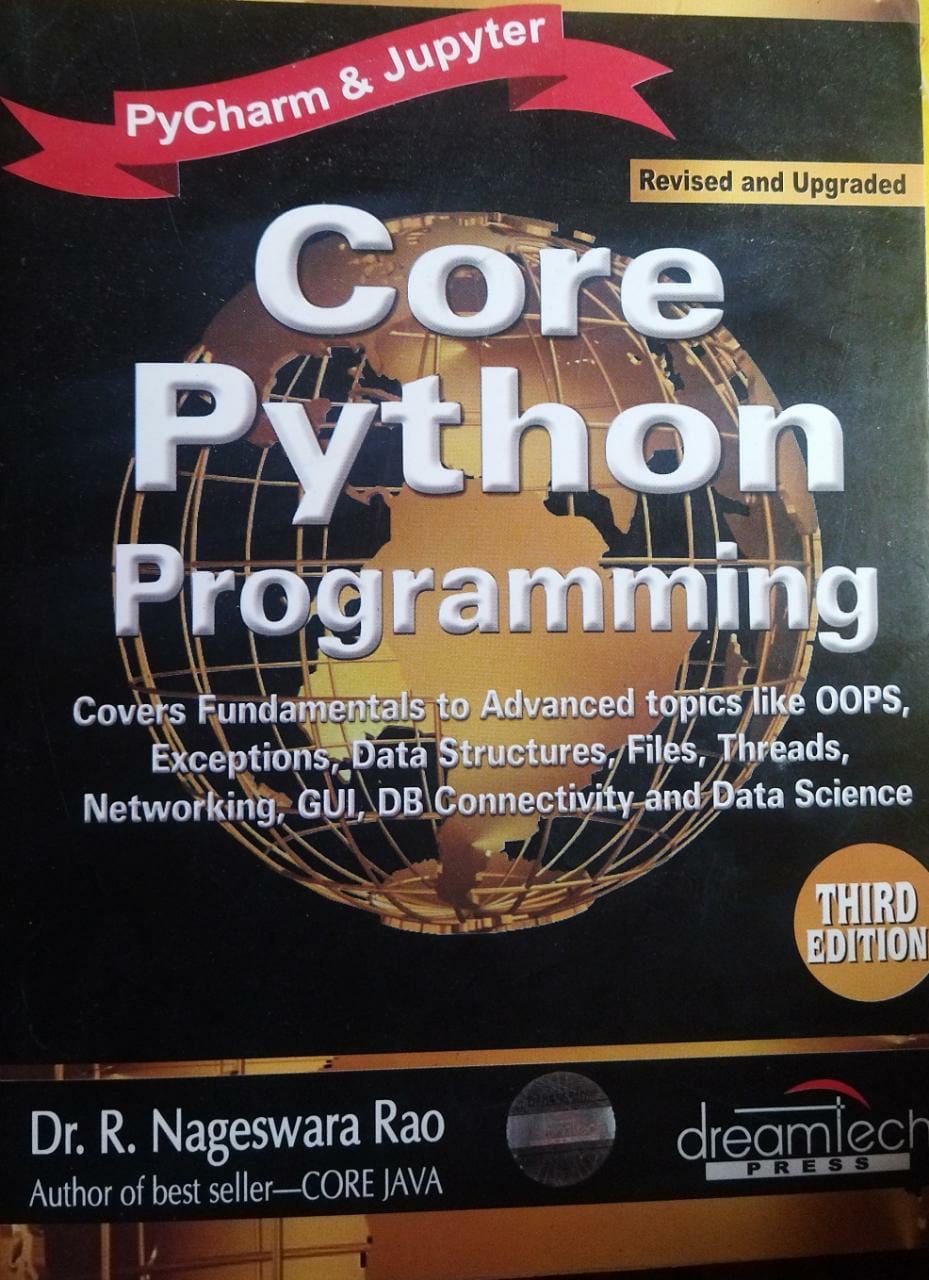 PyCharm & Jupyter
Revised and Upgraded
Core
Python
Programming
Covers Fundamentals to Advanced topics like OOPS,
Exceptions, Data Structures, Files, Threads,
Networking, GUI, DB Connectivity and Data Science
THIRD
EDITION
Dr. R. Nageswara Rao
Author of best seller—CORE JAVA
dreamtech
PRESS